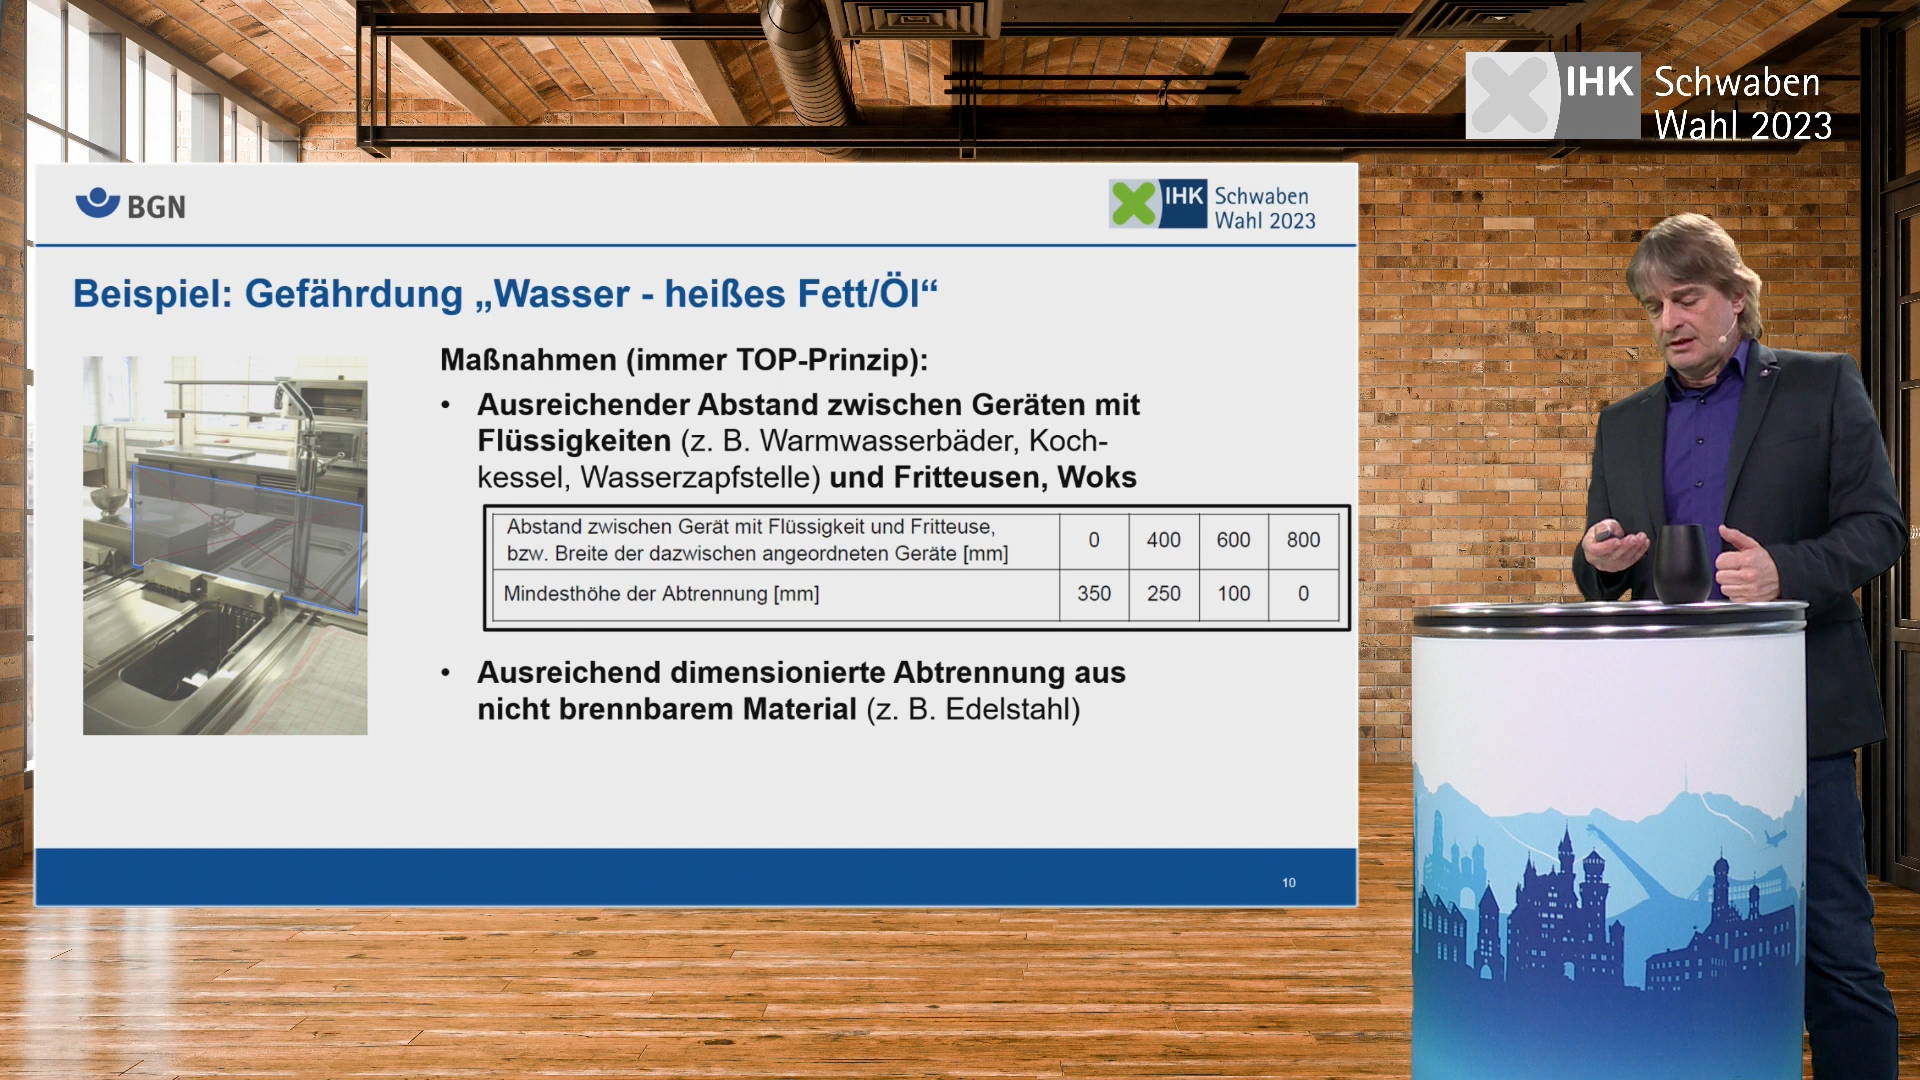 IHK Schwaben
Wahl 2023
BGN
IHK Schwaben
Wahl 2023
Beispiel: Gefährdung „Wasser - heißes Fett/Öl“
Maßnahmen (immer TOP-Prinzip):
• Ausreichender Abstand zwischen Geräten mit
Flüssigkeiten (z. B. Warmwasserbäder, Koch-
kessel, Wasserzapfstelle) und Fritteusen, Woks
Abstand zwischen Gerät mit Flüssigkeit und Fritteuse,
bzw. Breite der dazwischen angeordneten Geräte [mm] 0 400 600 800
Mindesthöhe der Abtrennung [mm] 350 250 100 0
• Ausreichend dimensionierte Abtrennung aus
nicht brennbarem Material (z. B. Edelstahl)
10